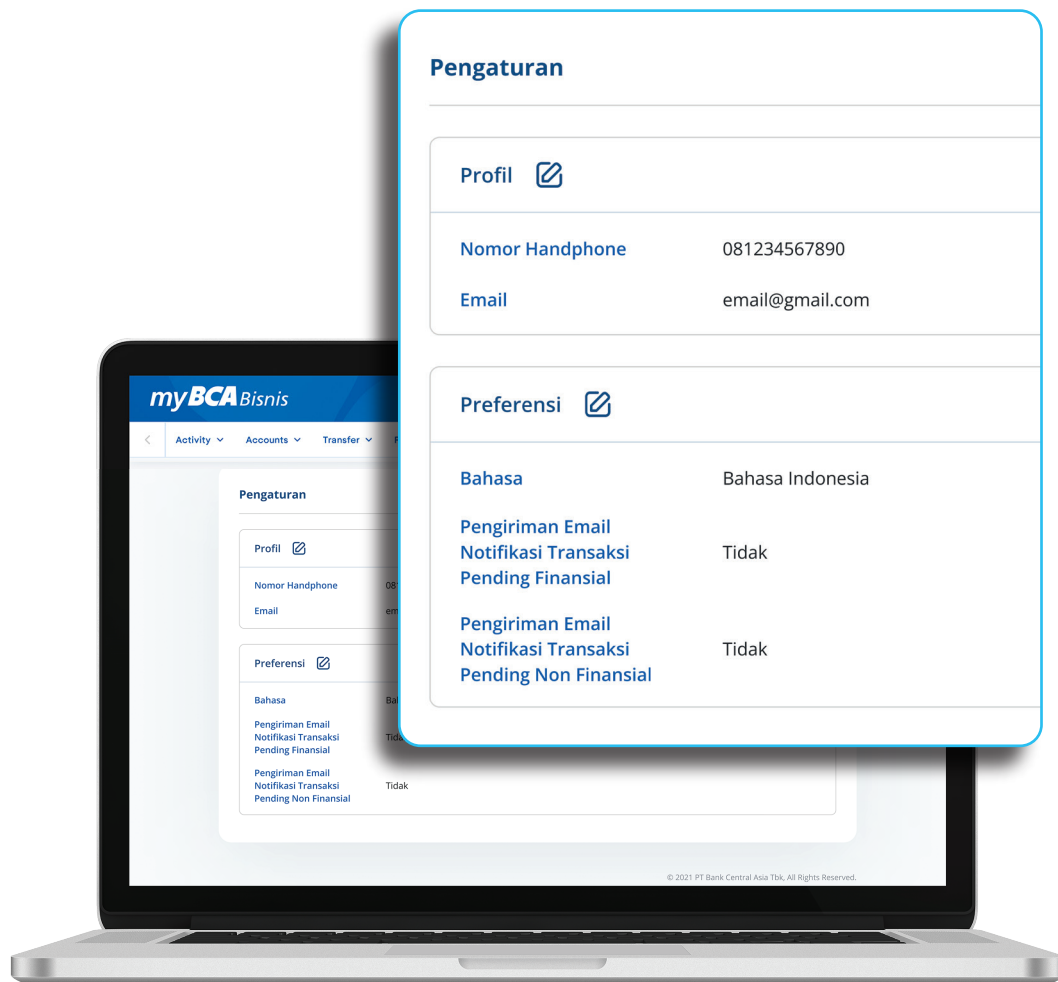 Pengaturan
Profil
Nomor Handphone 081234567890
Email email@gmail.com
Preferensi
Bahasa Bahasa Indonesia
Pengiriman Email
Notifikasi Transaksi Tidak
Pending Finansial
Pengiriman Email
Notifikasi Transaksi Tidak
Pending Non Finansial
myBCA Bisnis
Activity Accounts Transfer
Pengaturan
Profil
Nomor Handphone 08
Email em
Preferensi
Bahasa
Pengiriman Email
Notifikasi Transaksi
Pending Finansial
Pengiriman Email
Notifikasi Transaksi Tidak
Pending Non Finansial
© 2021 PT Bank Central Asia Tbk, All Rights Reserved.